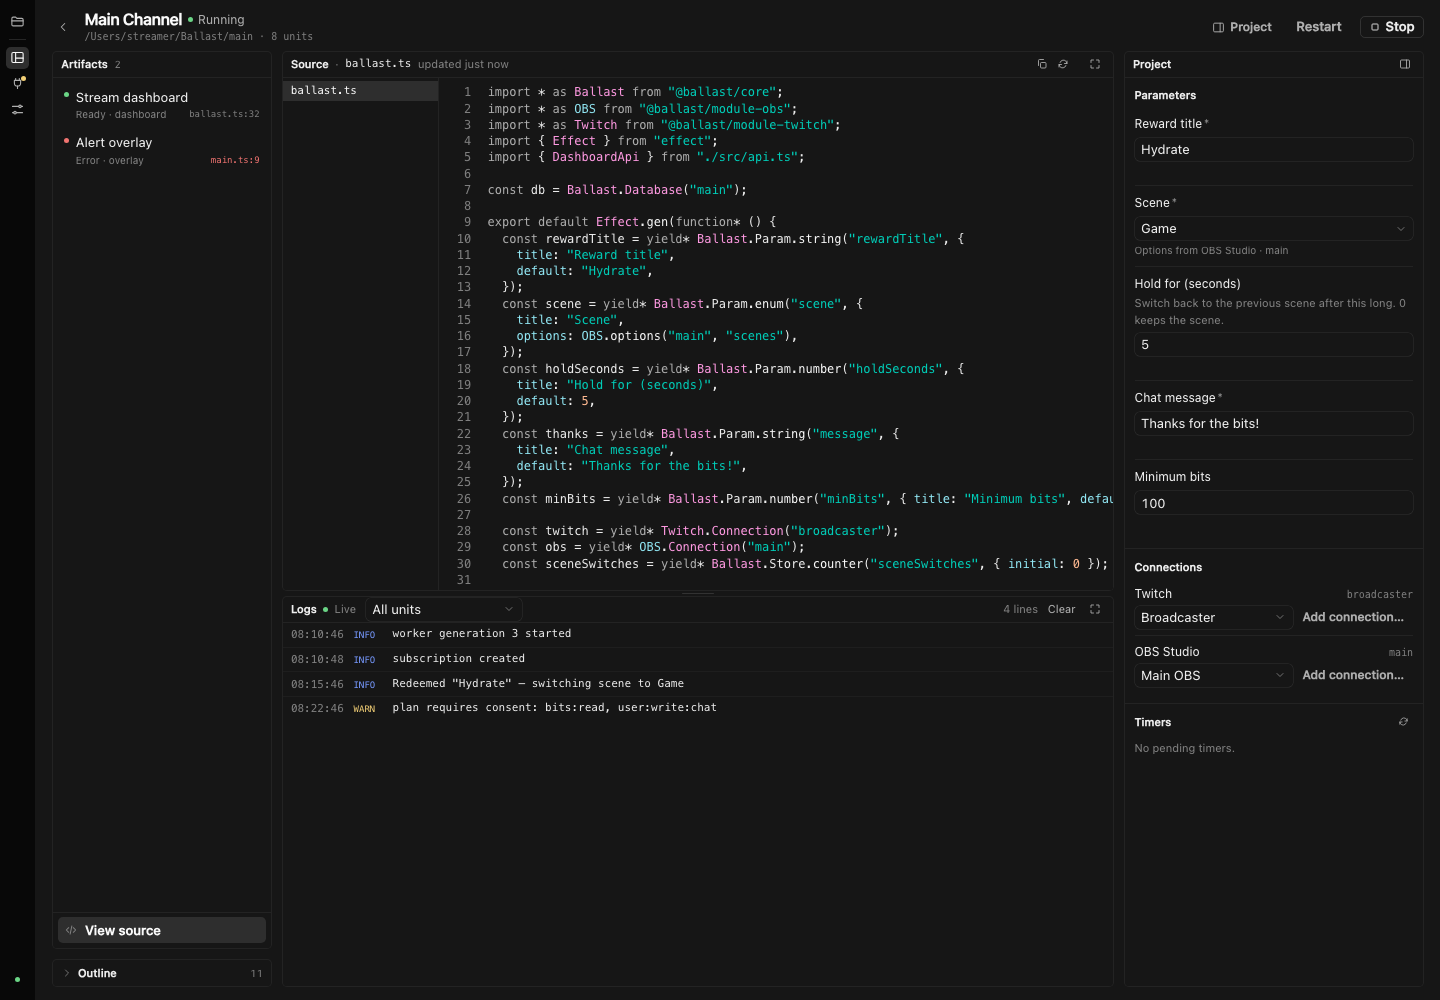 Main Channel
Running
/Users/streamer/Ballast/main · 8 units
Project
Restart
Stop
Artifacts 2
Stream dashboard
Ready · dashboard
ballast.ts:32
Alert overlay
Error · overlay
main.ts:9
View source
Outline
11
Source · ballast.ts updated just now
ballast.ts
1 import * as Ballast from "@ballast/core";
2 import * as OBS from "@ballast/module-obs";
3 import * as Twitch from "@ballast/module-twitch";
4 import { Effect } from "effect";
5 import { DashboardApi } from "./src/api.ts";
6
7 const db = Ballast.Database("main");
8
9 export default Effect.gen(function* () {
10   const rewardTitle = yield* Ballast.Param.string("rewardTitle", {
11     title: "Reward title",
12     default: "Hydrate",
13   });
14   const scene = yield* Ballast.Param.enum("scene", {
15     title: "Scene",
16     options: OBS.options("main", "scenes"),
17   });
18   const holdSeconds = yield* Ballast.Param.number("holdSeconds", {
19     title: "Hold for (seconds)",
20     default: 5,
21   });
22   const thanks = yield* Ballast.Param.string("message", {
23     title: "Chat message",
24     default: "Thanks for the bits!",
25   });
26   const minBits = yield* Ballast.Param.number("minBits", { title: "Minimum bits", defau
27
28   const twitch = yield* Twitch.Connection("broadcaster");
29   const obs = yield* OBS.Connection("main");
30   const sceneSwitches = yield* Ballast.Store.counter("sceneSwitches", { initial: 0 });
31
Logs
Live
All units
4 lines
Clear
08:10:46 INFO worker generation 3 started
08:10:48 INFO subscription created
08:15:46 INFO Redeemed "Hydrate" — switching scene to Game
08:22:46 WARN plan requires consent: bits:read, user:write:chat
Project
Parameters
Reward title *
Hydrate
Scene *
Game
Options from OBS Studio · main
Hold for (seconds)
Switch back to the previous scene after this long. 0
keeps the scene.
5
Chat message *
Thanks for the bits!
Minimum bits
100
Connections
Twitch
broadcaster
Broadcaster
Add connection...
OBS Studio
main
Main OBS
Add connection...
Timers
No pending timers.